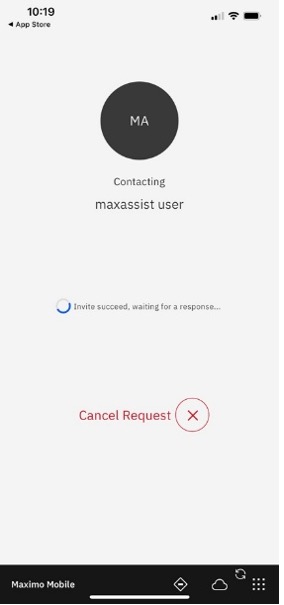 10:19
◀ App Store
MA
Contacting
maxassist user
Invite succeed, waiting for a response...
Cancel Request
Maximo Mobile